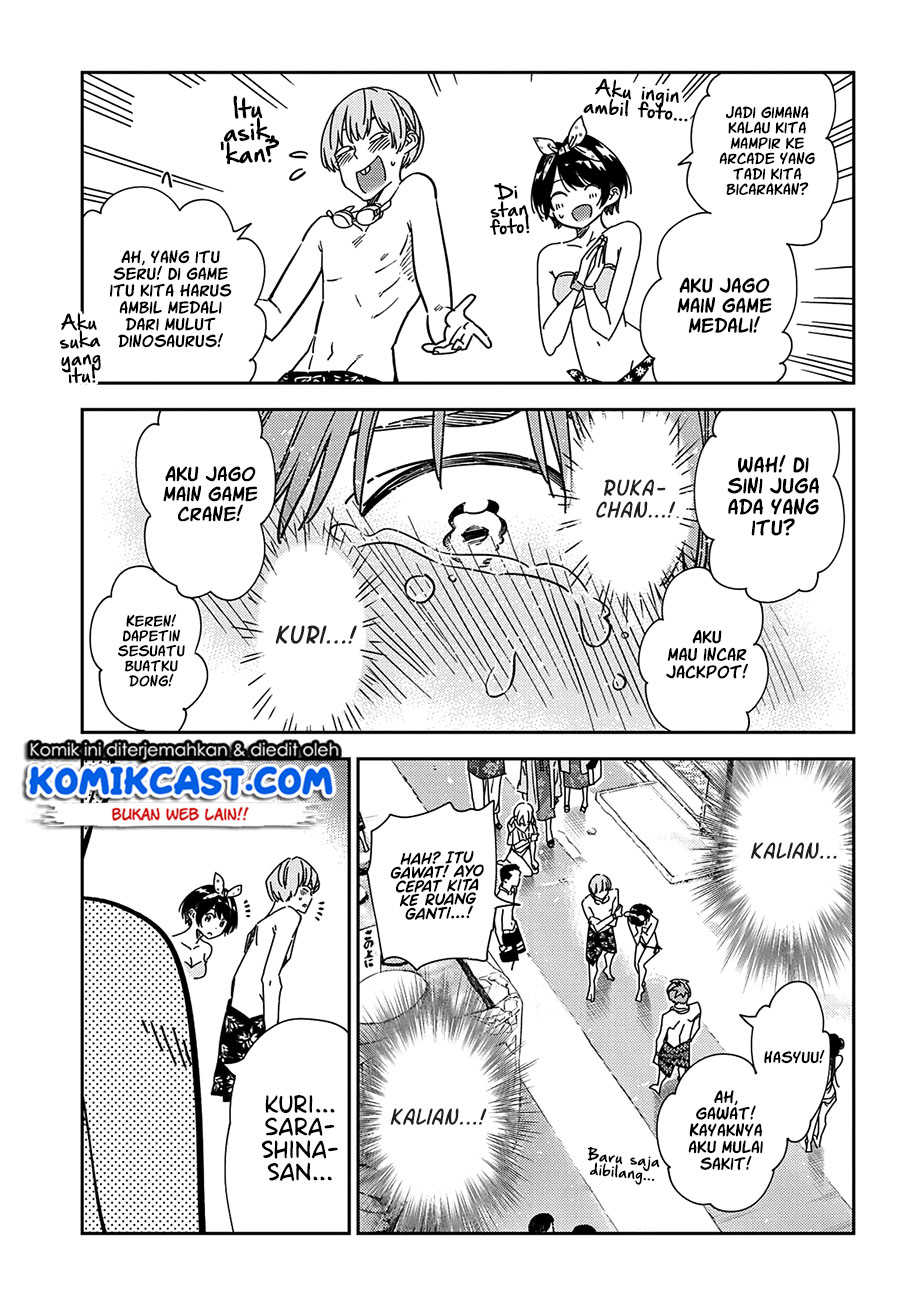 JADI GIMANA
KALAU KITA
MAMPIR KE
ARCADE YANG
TADI KITA
BICARAKAN?
Aku ingin
ambil foto...
AKU JAGO
MAIN GAME
MEDALI!
Di
stan
foto!
Itu
asik,
'kan?
AH, YANG ITU
SERU! DI GAME
ITU KITA HARUS
AMBIL MEDALI
DARI MULUT
DINOSAURUS!
Aku
suka
yang
itu!
WAH! DI
SINI JUGA
ADA YANG
ITU?
RUKA-
CHAN...!
AKU
MAU INCAR
JACKPOT!
AKU JAGO
MAIN GAME
CRANE!
KURI...!
KEREN!
DAPETIN
SESUATU
BUATKU
DONG!
Komik ini diterjemahkan & diedit oleh
KOMIKCAST.COM
BUKAN WEB LAIN!!
KALIAN...
HASYUU!
AH,
GAWAT!
KAYAKNYA
AKU MULAI
SAKIT!
Baru saja
dibilang...
HAH? ITU
GAWAT! AYO
CEPAT KITA
KE RUANG
GANTI...!
KALIAN...!
KURI...
SARA-
SHINA-
SAN...